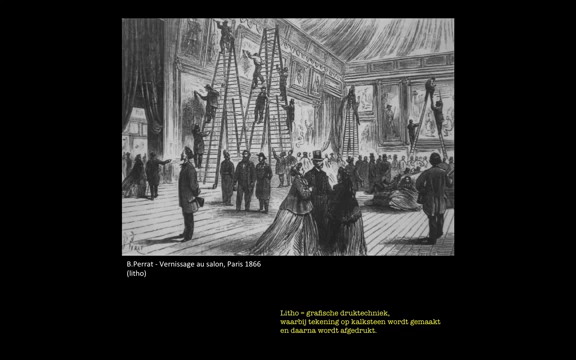 B.Perrat - Vernissage au salon, Paris 1866
(litho)
Litho = grafische druktechniek,
waarbij tekening op kalksteen wordt gemaakt
en daarna wordt afgedrukt.